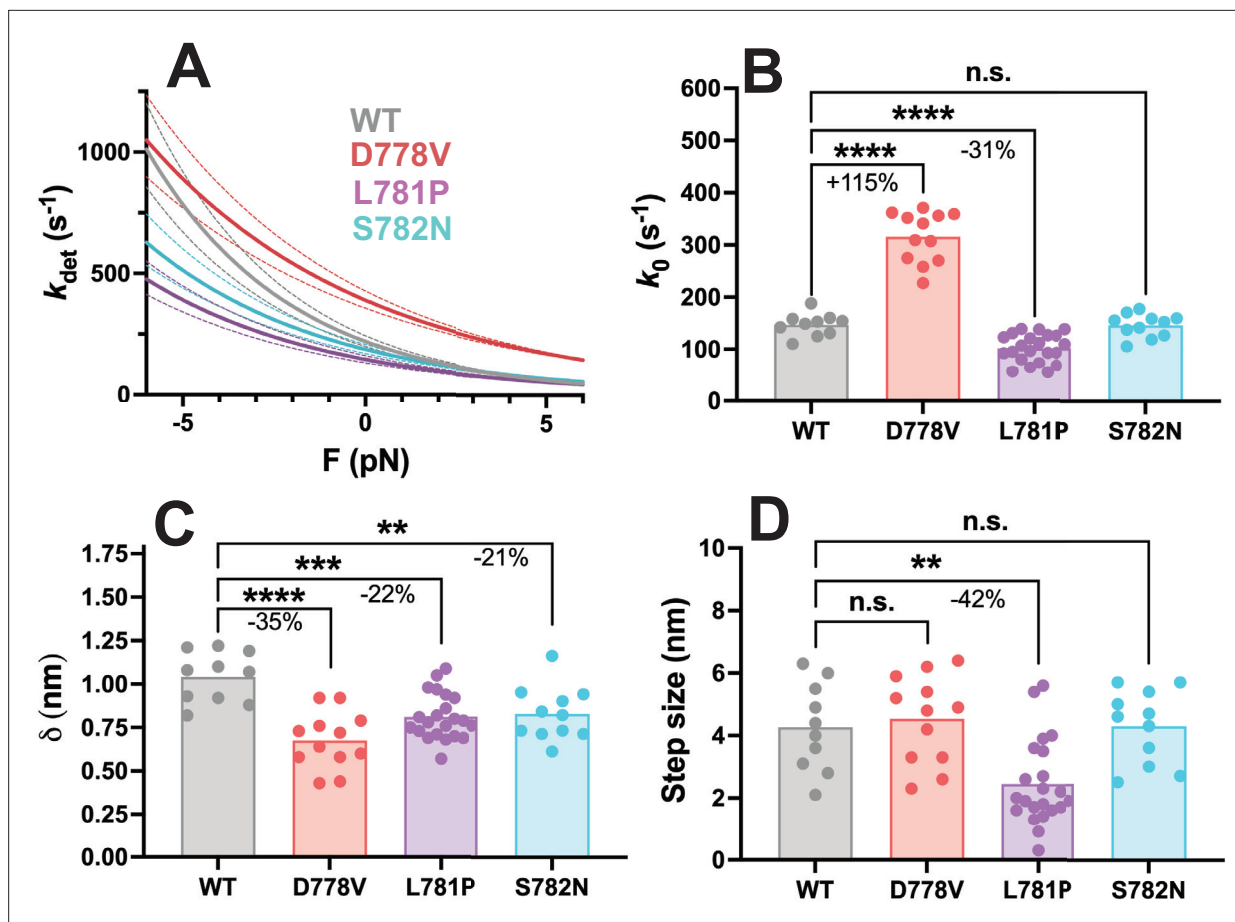 A
WT
D778V
L781P
S782N
1000
500
0
-5
0
5
k_det (s⁻¹)
F (pN)
B
n.s.
****
-31%
****
+115%
600
500
400
300
200
100
0
k₀ (s⁻¹)
WT
D778V
L781P
S782N
C
**
-21%
***
-22%
****
-35%
1.75
1.50
1.25
1.00
0.75
0.50
0.25
0.00
δ (nm)
WT
D778V
L781P
S782N
D
n.s.
**
-42%
n.s.
10
8
6
4
2
0
Step size (nm)
WT
D778V
L781P
S782N